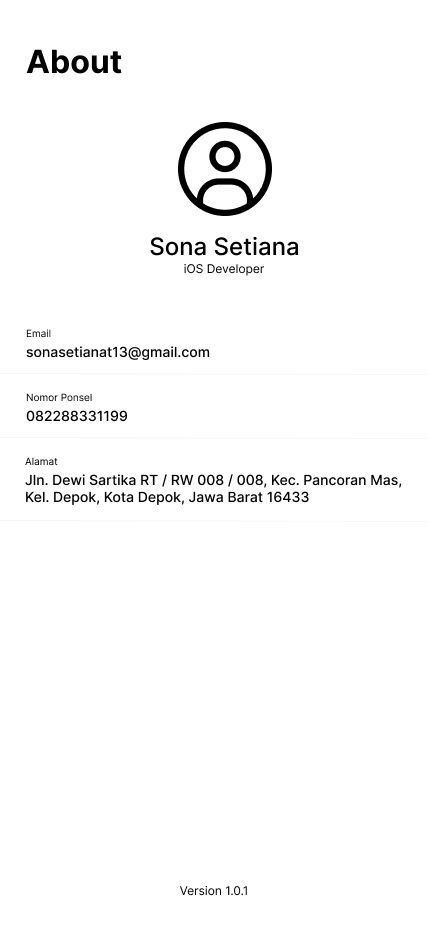 About
Sona Setiana
iOS Developer
Email
sonasetianat13@gmail.com
Nomor Ponsel
082288331199
Alamat
Jln. Dewi Sartika RT / RW 008 / 008, Kec. Pancoran Mas,
Kel. Depok, Kota Depok, Jawa Barat 16433
Version 1.0.1